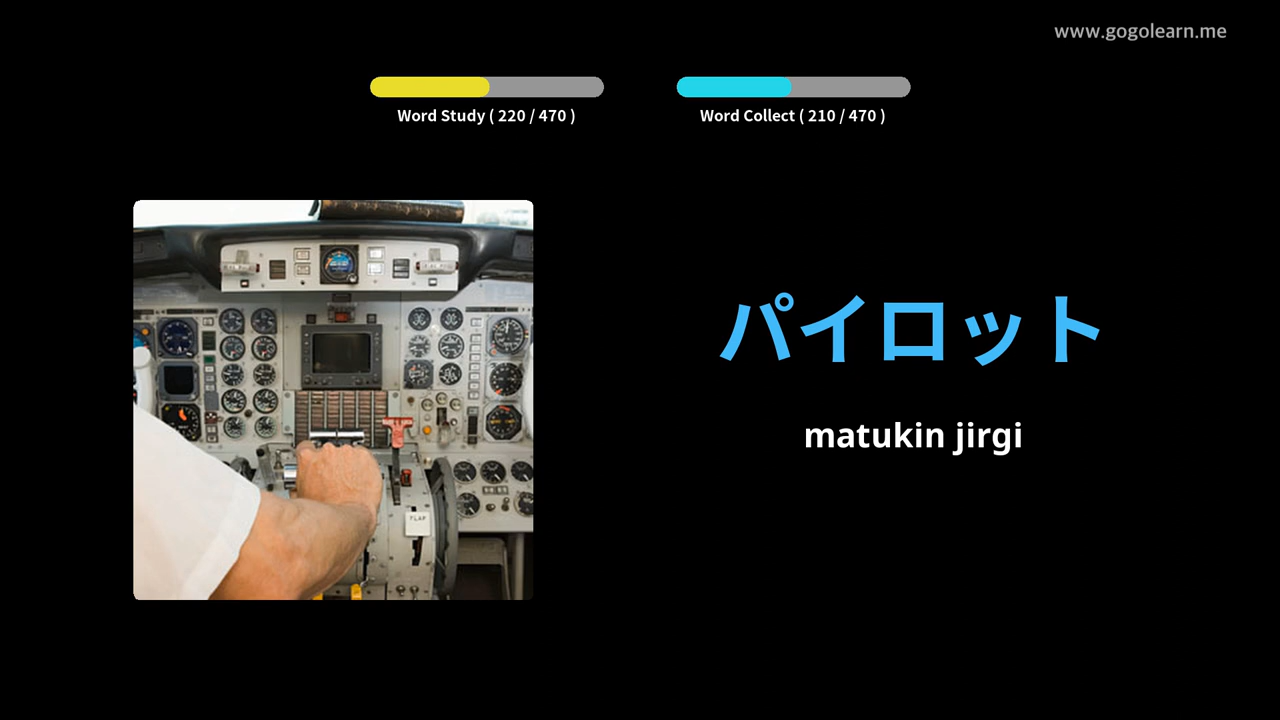 www.gogolearn.me
Word Study ( 220 / 470 )
Word Collect ( 210 / 470 )
パイロット
matukin jirgi
FLAP